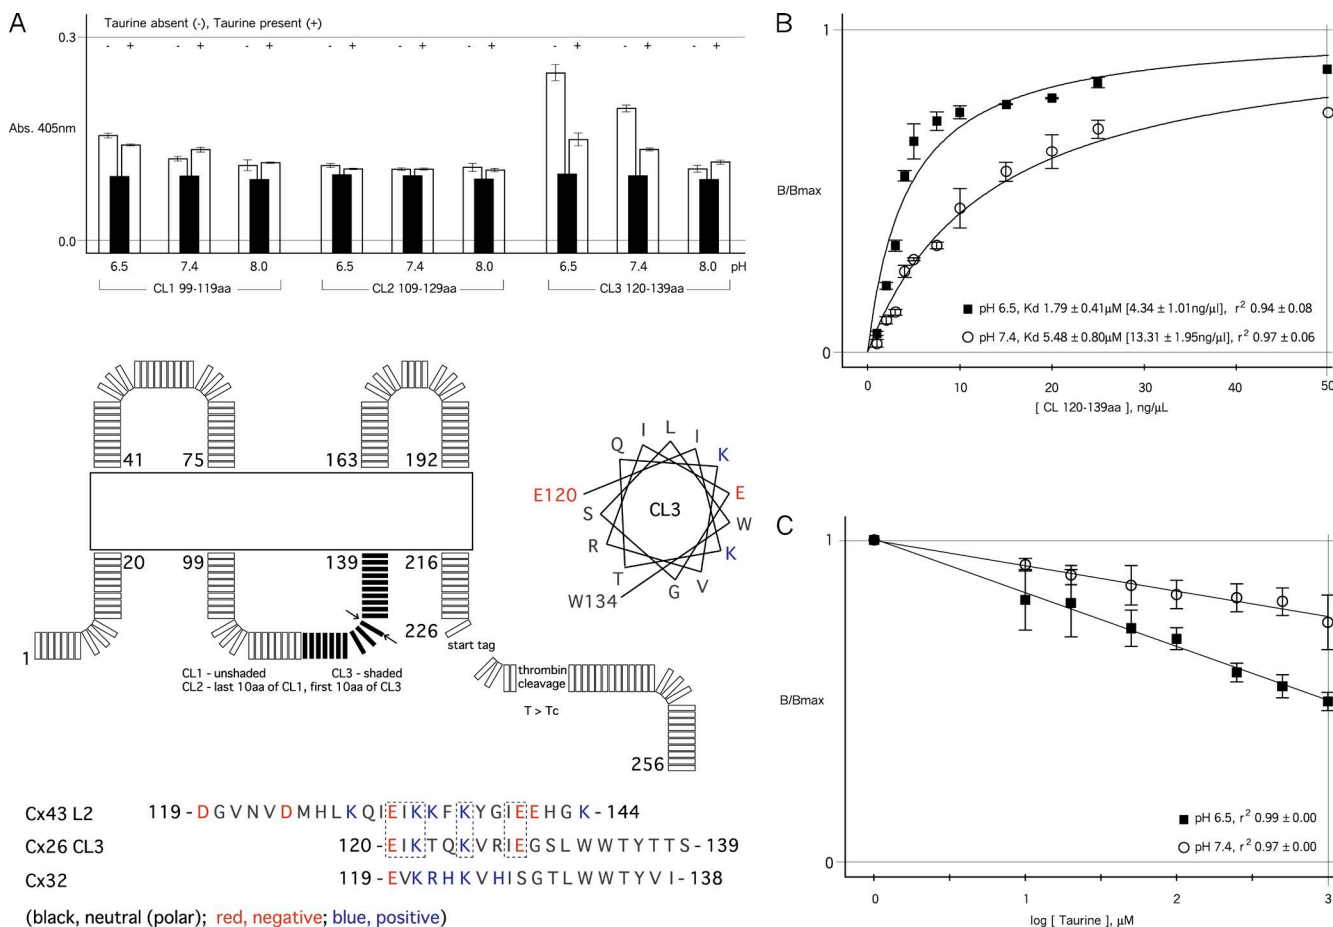 A
Taurine absent (-), Taurine present (+)
0.3
- + - + - + - + - + - + - + - + - +
Abs. 405nm
0.0
6.5 7.4 8.0 6.5 7.4 8.0 6.5 7.4 8.0 pH
CL1 99-119aa CL2 109-129aa CL3 120-139aa
41 75 163 192
20 99 139 216
226
1
start tag
CL1 - unshaded CL3 - shaded
CL2 - last 10aa of CL1, first 10aa of CL3
thrombin
cleavage
T > Tc
256
I L I
Q K
E120 E
CL3
S W
R K
T V
W134 G
Cx43 L2 119 - D G V N V D M H L K Q I E I K K F K Y G I E E H G K - 144
Cx26 CL3 120 - E I K T Q K V R I E G S L W W T Y T T S - 139
Cx32 119 - E V K R H K V H I S G T L W W T Y V I - 138
(black, neutral (polar); red, negative; blue, positive)
B
1
B/Bmax
pH 6.5, Kd 1.79 ± 0.41µM [4.34 ± 1.01ng/µl], r² 0.94 ± 0.08
pH 7.4, Kd 5.48 ± 0.80µM [13.31 ± 1.95ng/µl], r² 0.97 ± 0.06
0
0 10 20 30 40 50
[ CL 120-139aa ], ng/µL
C
1
B/Bmax
pH 6.5, r² 0.99 ± 0.00
pH 7.4, r² 0.97 ± 0.00
0
0 1 2 3
log [ Taurine ], µM